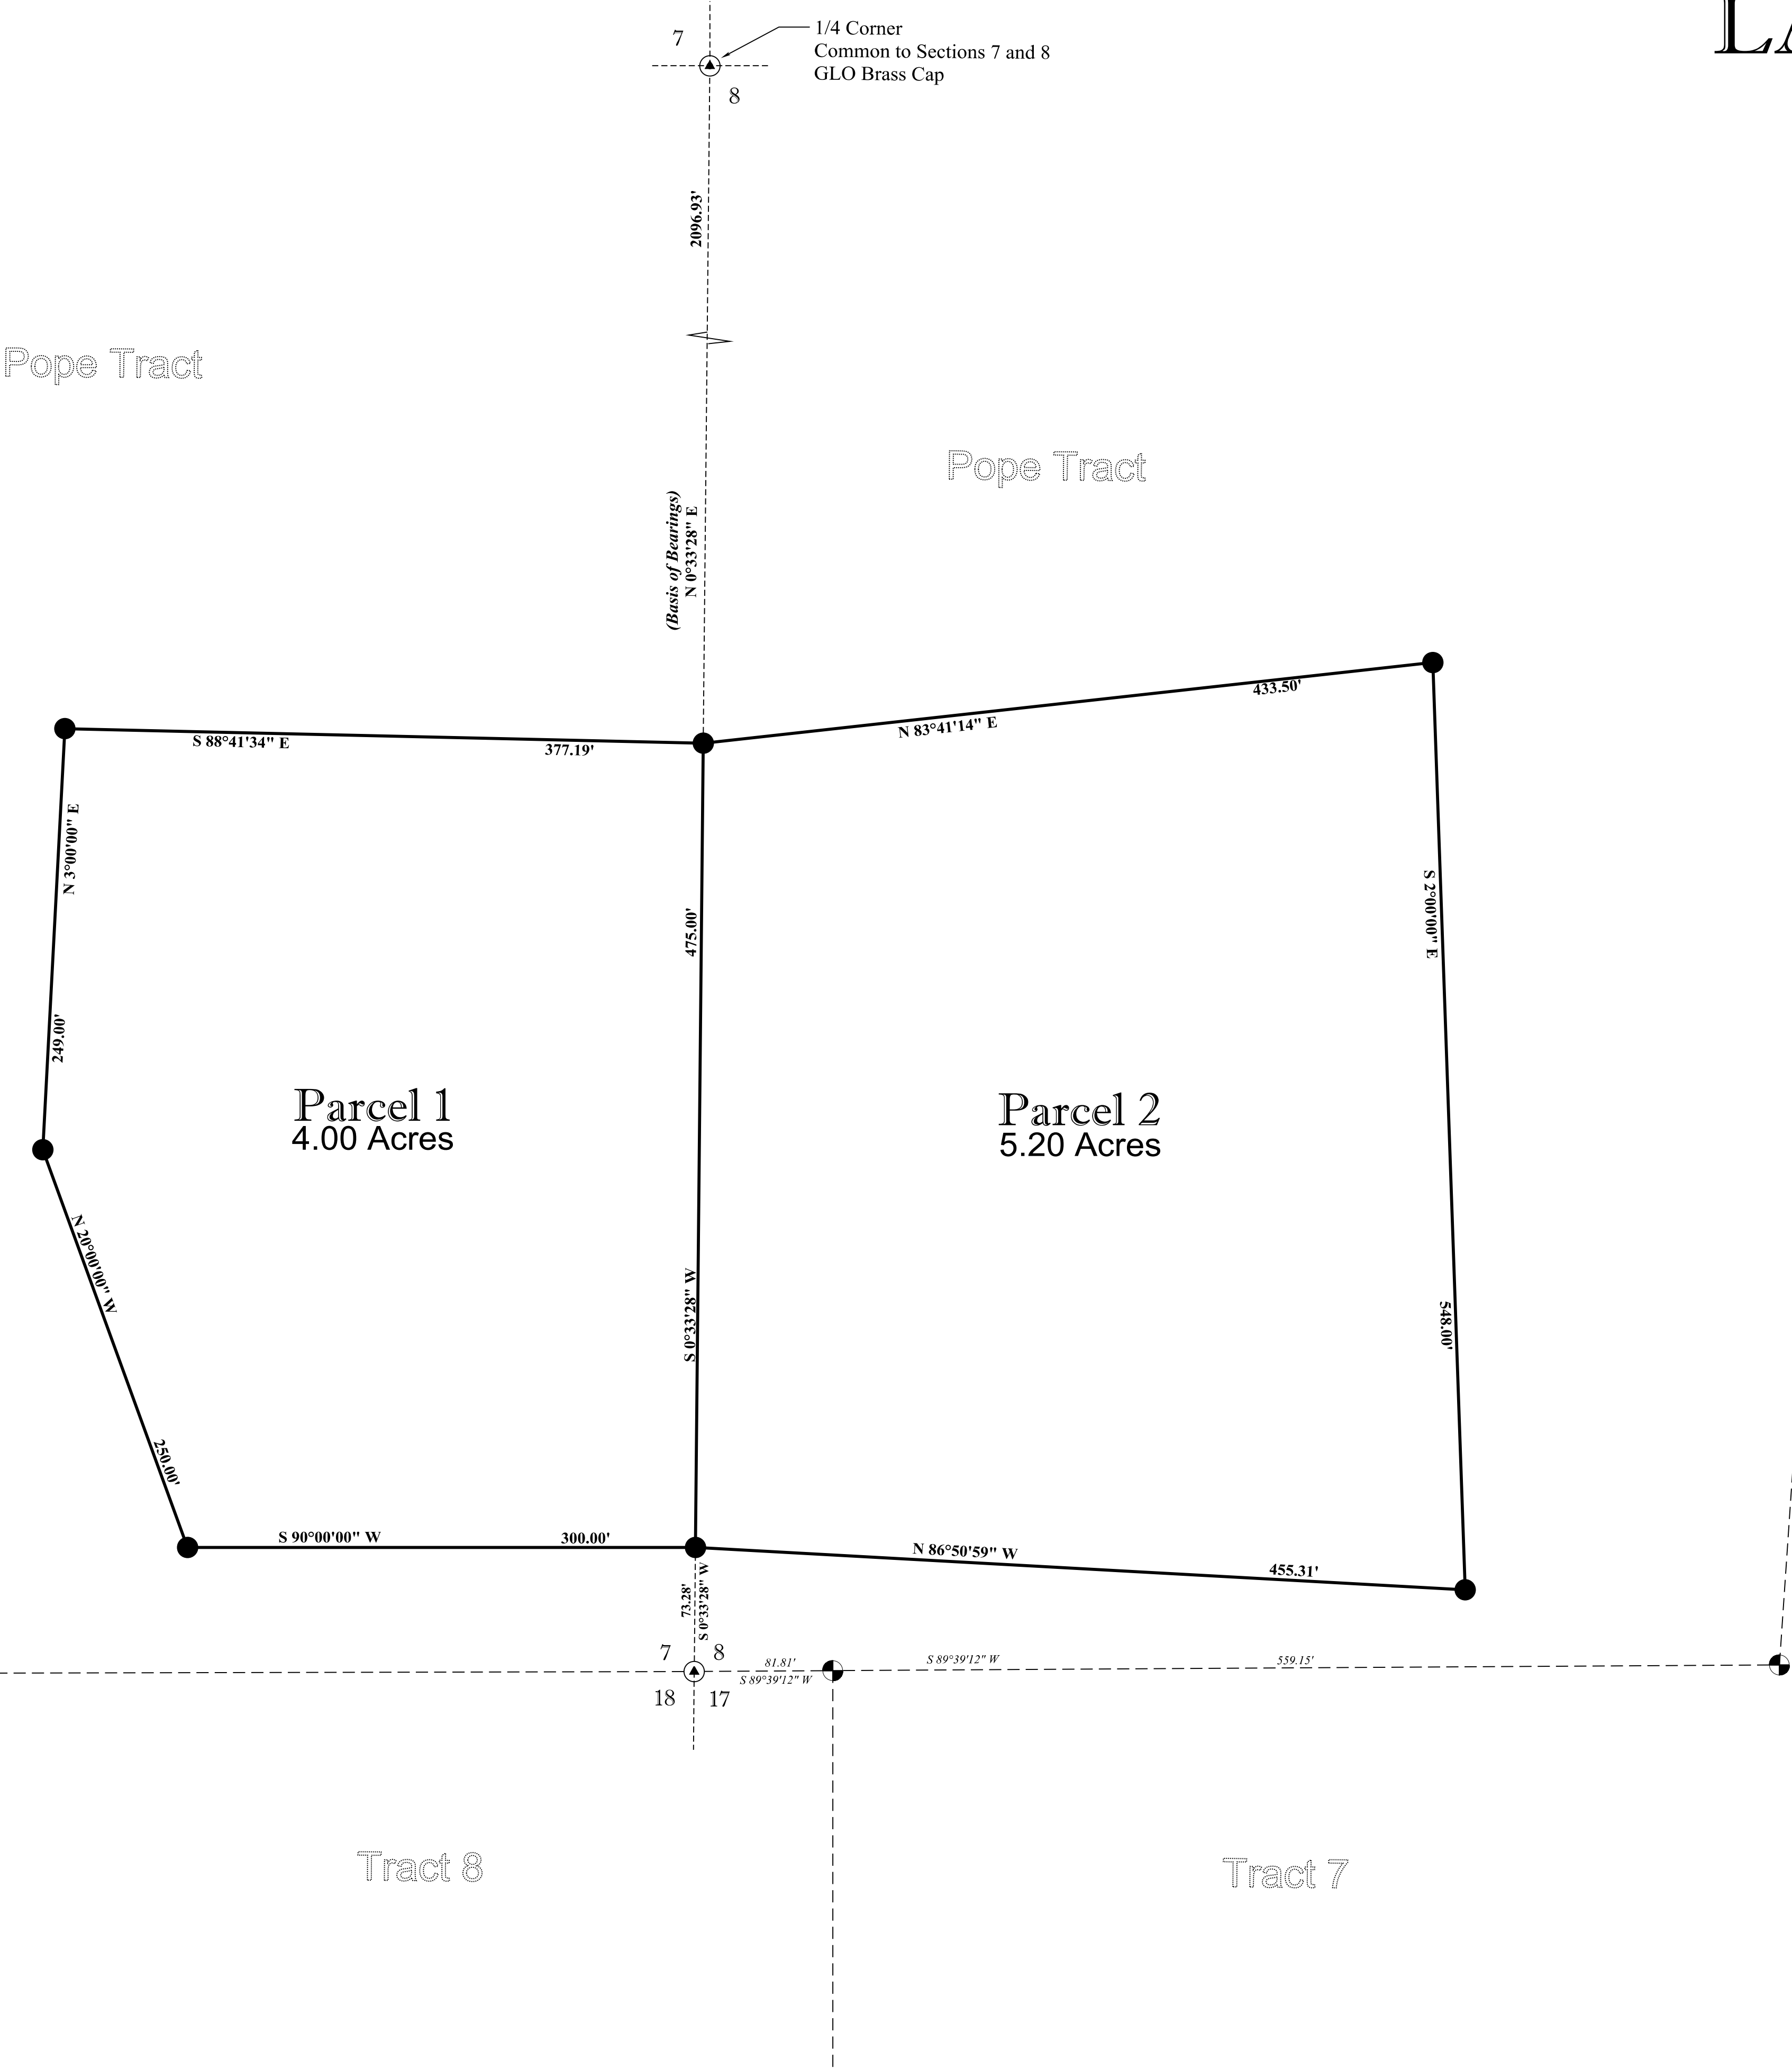 LA
7
1/4 Corner
Common to Sections 7 and 8
GLO Brass Cap
8
2096.93'
Pope Tract
Pope Tract
(Basis of Bearings)
N 0°33'28" E
433.50'
N 83°41'14" E
S 88°41'34" E
377.19'
N 3°00'00" E
249.00'
475.00'
S 2°00'00" E
Parcel 1
4.00 Acres
Parcel 2
5.20 Acres
N 20°00'00" W
250.00'
S 0°33'28" W
548.00'
S 90°00'00" W
300.00'
N 86°50'59" W
455.31'
73.28'
S 0°33'28" W
7
8
81.81'
S 89°39'12" W
S 89°39'12" W
559.15'
18
17
Tract 8
Tract 7